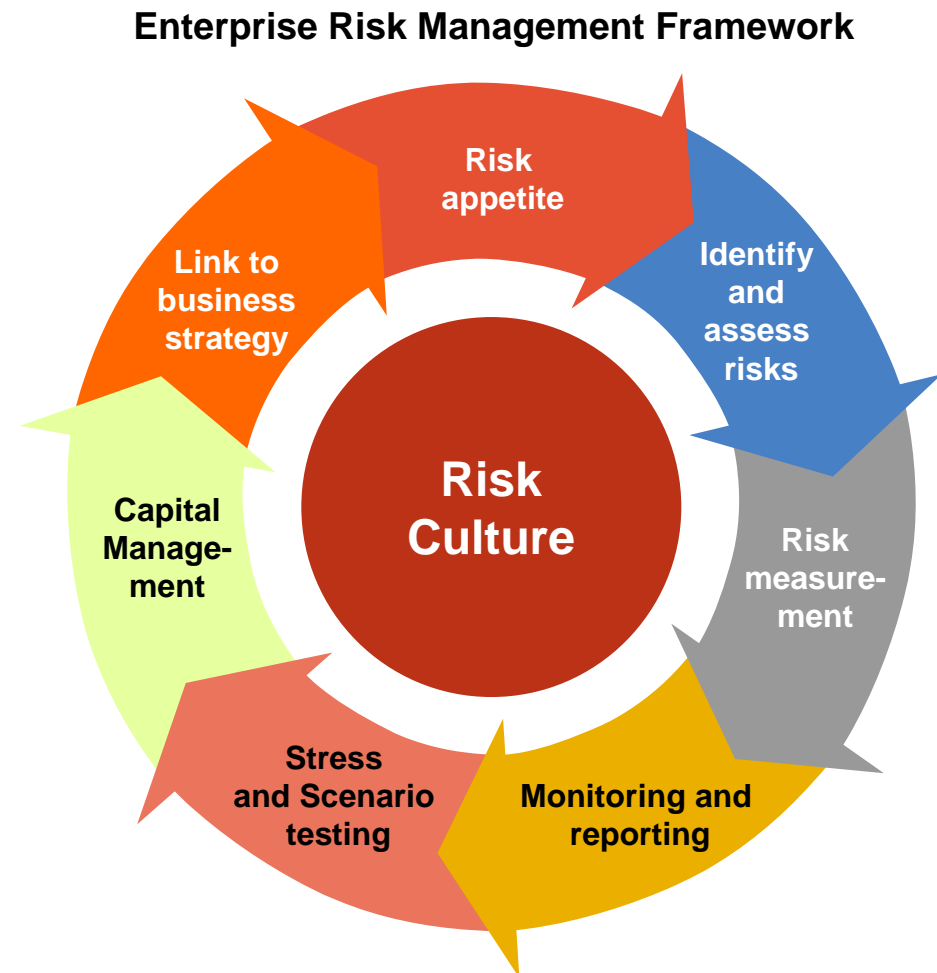 Enterprise Risk Management Framework
Risk
appetite
Identify
and
assess
risks
Risk
measure-
ment
Monitoring and
reporting
Stress
and Scenario
testing
Capital
Manage-
ment
Link to
business
strategy
Risk
Culture